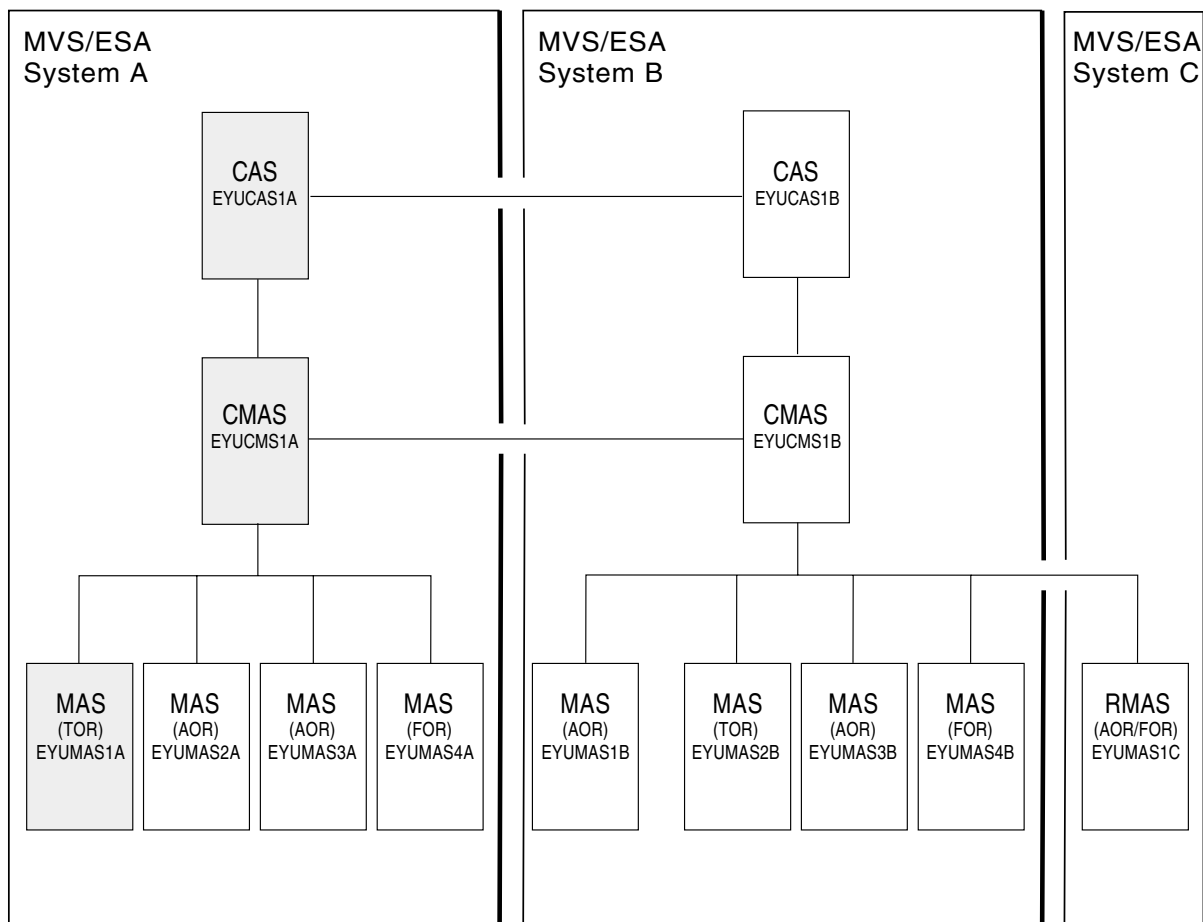 MVS/ESA
System A
MVS/ESA
System B
MVS/ESA
System C
CAS
EYUCAS1A
CAS
EYUCAS1B
CMAS
EYUCMS1A
CMAS
EYUCMS1B
MAS
(TOR)
EYUMAS1A
MAS
(AOR)
EYUMAS2A
MAS
(AOR)
EYUMAS3A
MAS
(FOR)
EYUMAS4A
MAS
(AOR)
EYUMAS1B
MAS
(TOR)
EYUMAS2B
MAS
(AOR)
EYUMAS3B
MAS
(FOR)
EYUMAS4B
RMAS
(AOR/FOR)
EYUMAS1C